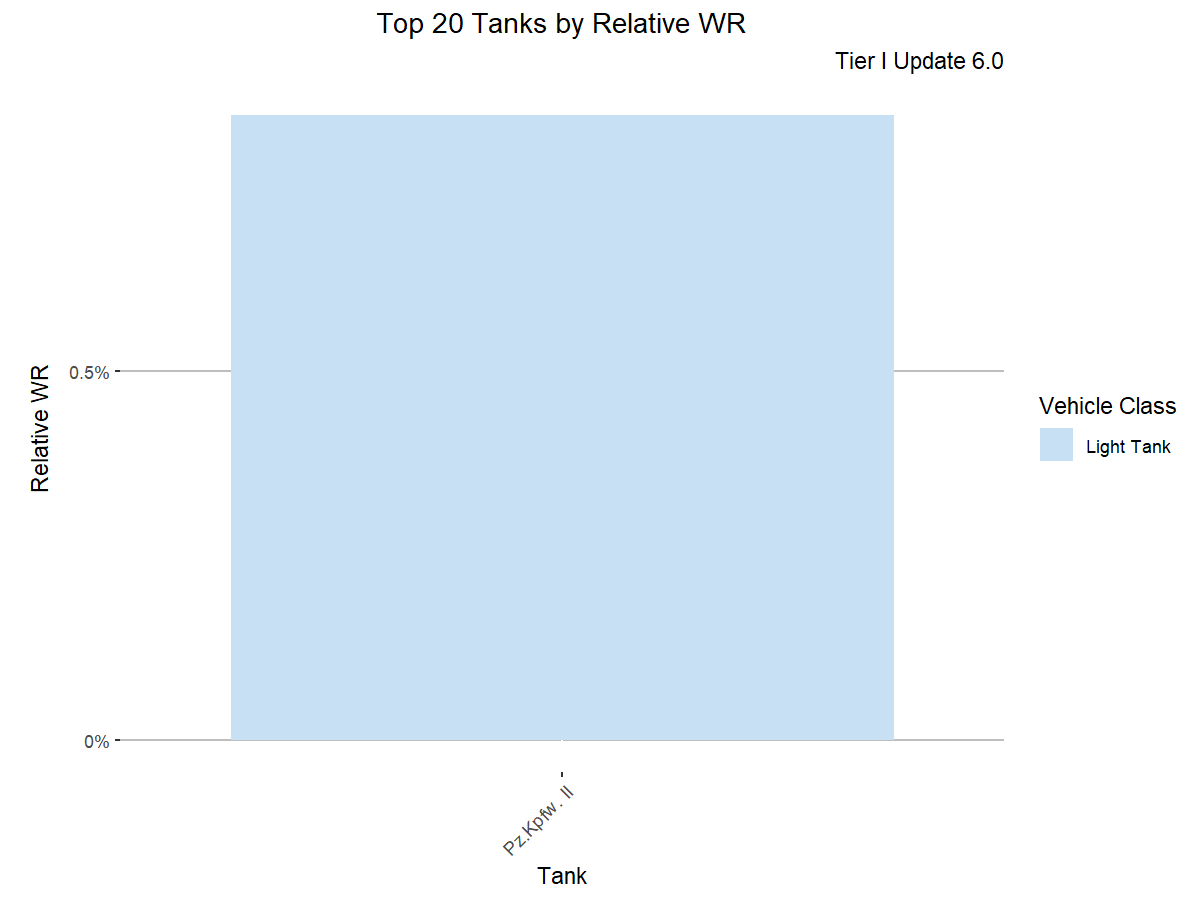 Top 20 Tanks by Relative WR
Tier I Update 6.0
Relative WR
0.5%
0%
Pz.Kpfw. II
Tank
Vehicle Class
Light Tank